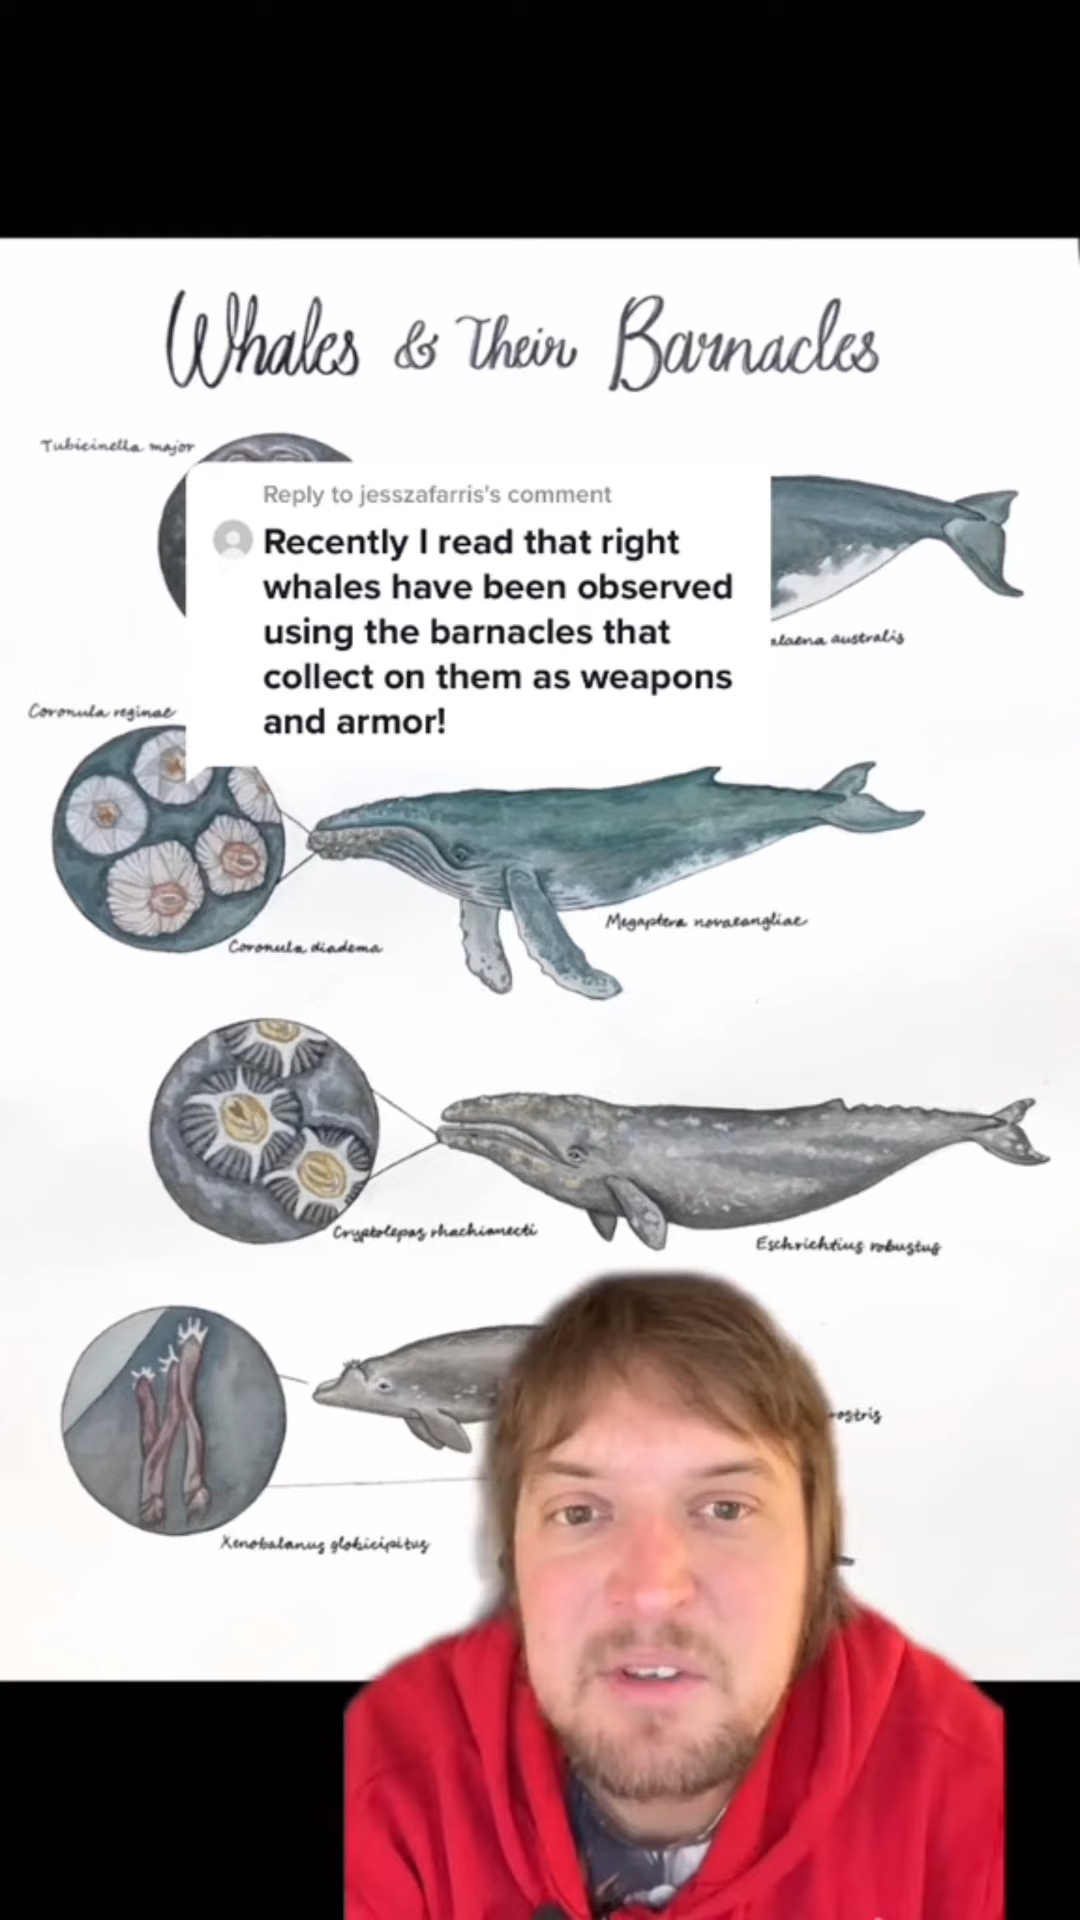 Whales & Their Barnacles
Tubicinella major
Reply to jesszafarris's comment
Recently I read that right
whales have been observed
using the barnacles that
collect on them as weapons
and armor!
australis
Coronula reginae
Coronula diadema
Megaptera novaeangliae
Cryptolepas rhachianecti
Eschrichtius robustus
Xenobalanus globicipitus